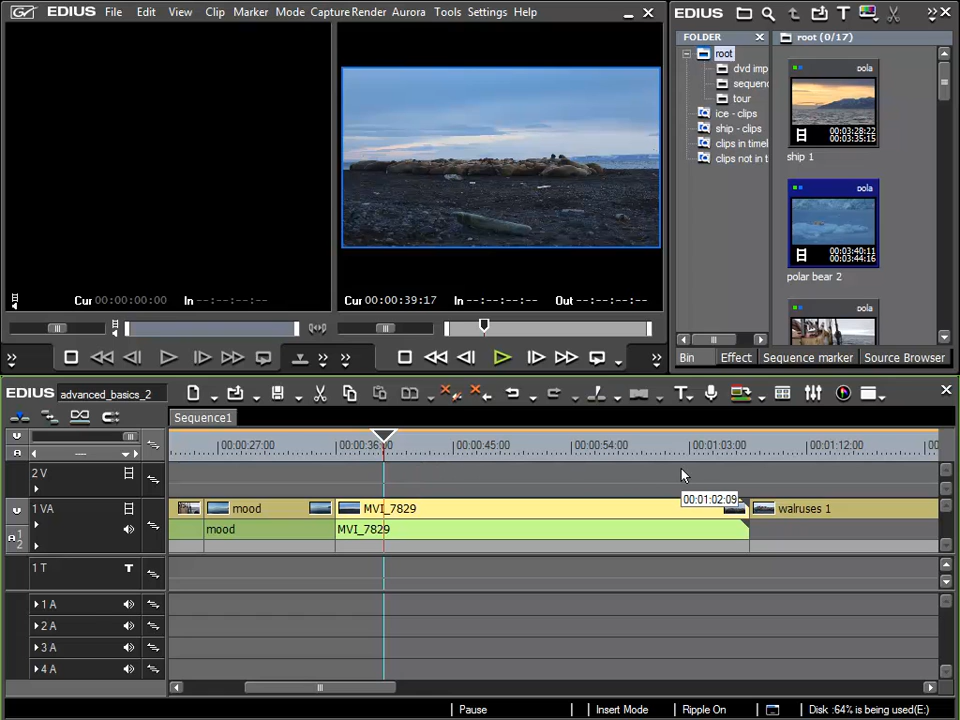 EDIUS File Edit View Clip Marker Mode Capture Render Aurora Tools Settings Help
Cur 00:00:00:00 In --:--:--:--
Cur 00:00:39:17 In --:--:--:-- Out --:--:--:--
EDIUS
FOLDER
root
dvd imp
sequenc
tour
ice - clips
ship - clips
clips in timel
clips not in t
root (0/17)
00:03:28:22
00:03:35:15
ship 1
00:03:40:11
00:03:44:16
polar bear 2
Bin Effect Sequence marker Source Browser
EDIUS advanced_basics_2
Sequence1
00:00:27:00 00:00:36:00 00:00:45:00 00:00:54:00 00:01:03:00 00:01:12:00 00:0
2 V
00:01:02:09
1 VA mood MVI_7829 walruses 1
mood MVI_7829
A 1
2
1 T T
1 A
2 A
3 A
4 A
Pause Insert Mode Ripple On Disk :64% is being used(E:)